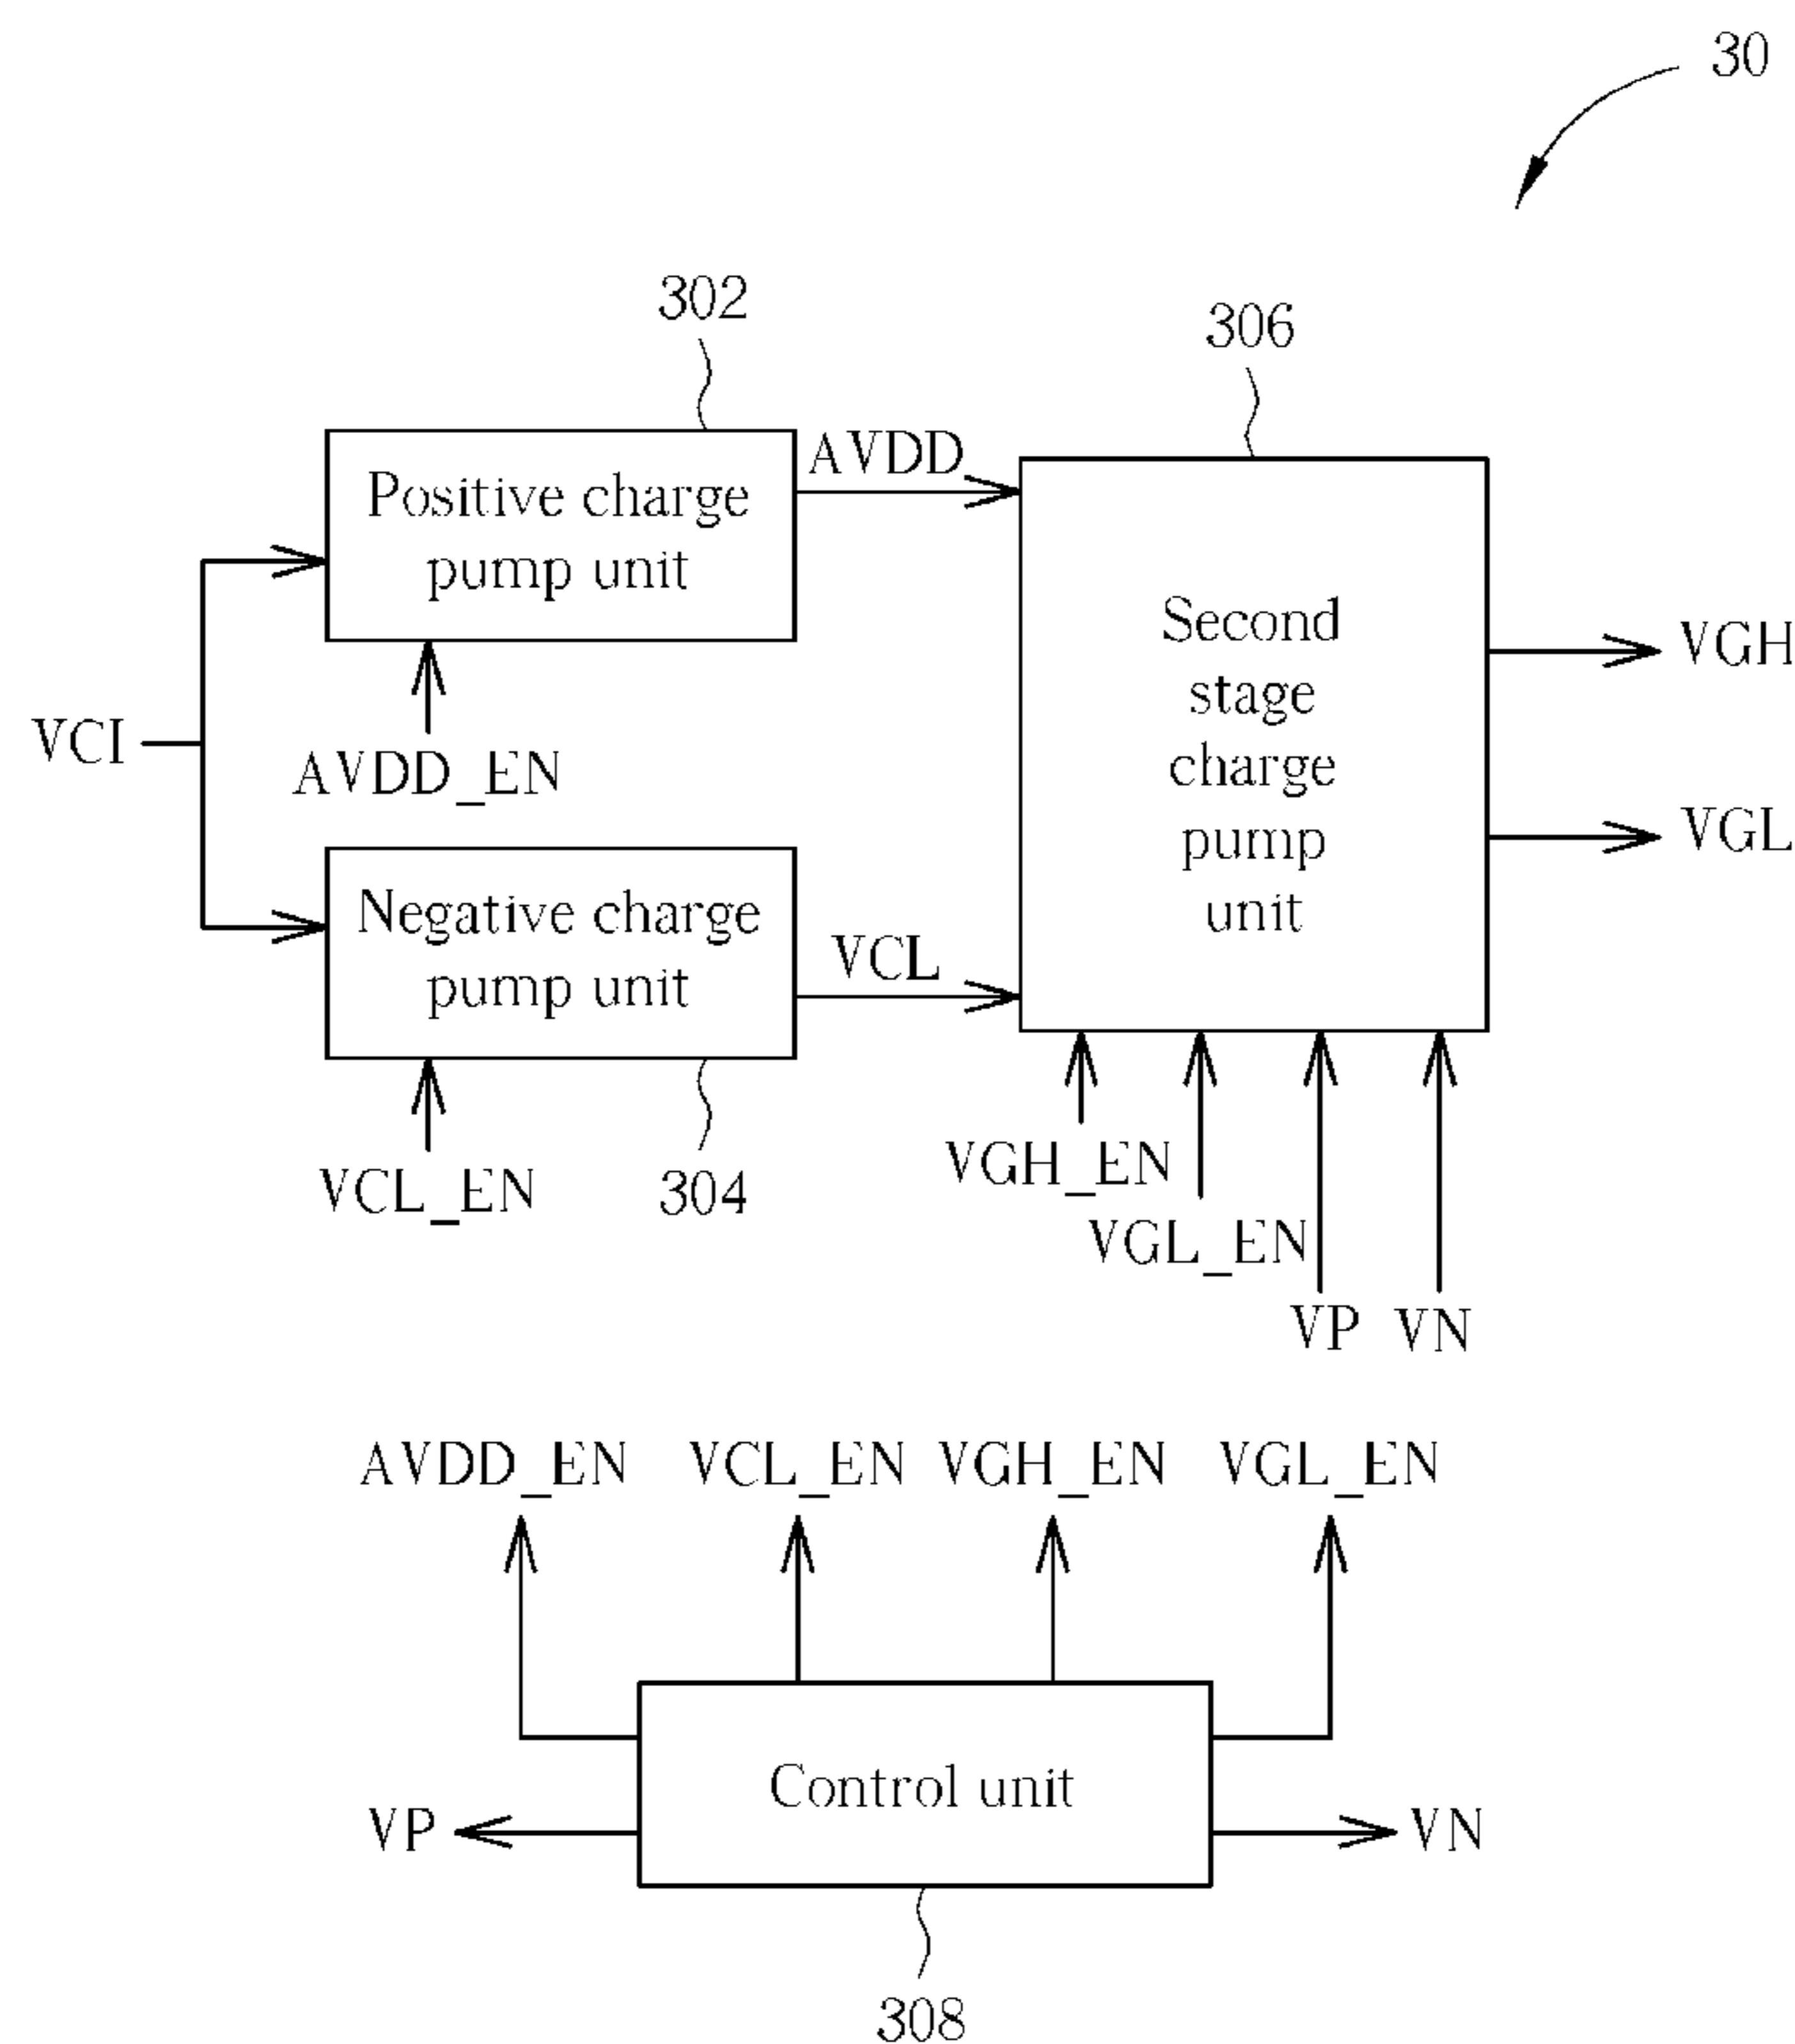 30
302
306
Positive charge
pump unit
AVDD
Second
stage
charge
pump
unit
VGH
VCI
AVDD_EN
VGL
Negative charge
pump unit
VCL
VCL_EN
304
VGH_EN
VGL_EN
VP VN
AVDD_EN VCL_EN VGH_EN VGL_EN
Control unit
VP
VN
308